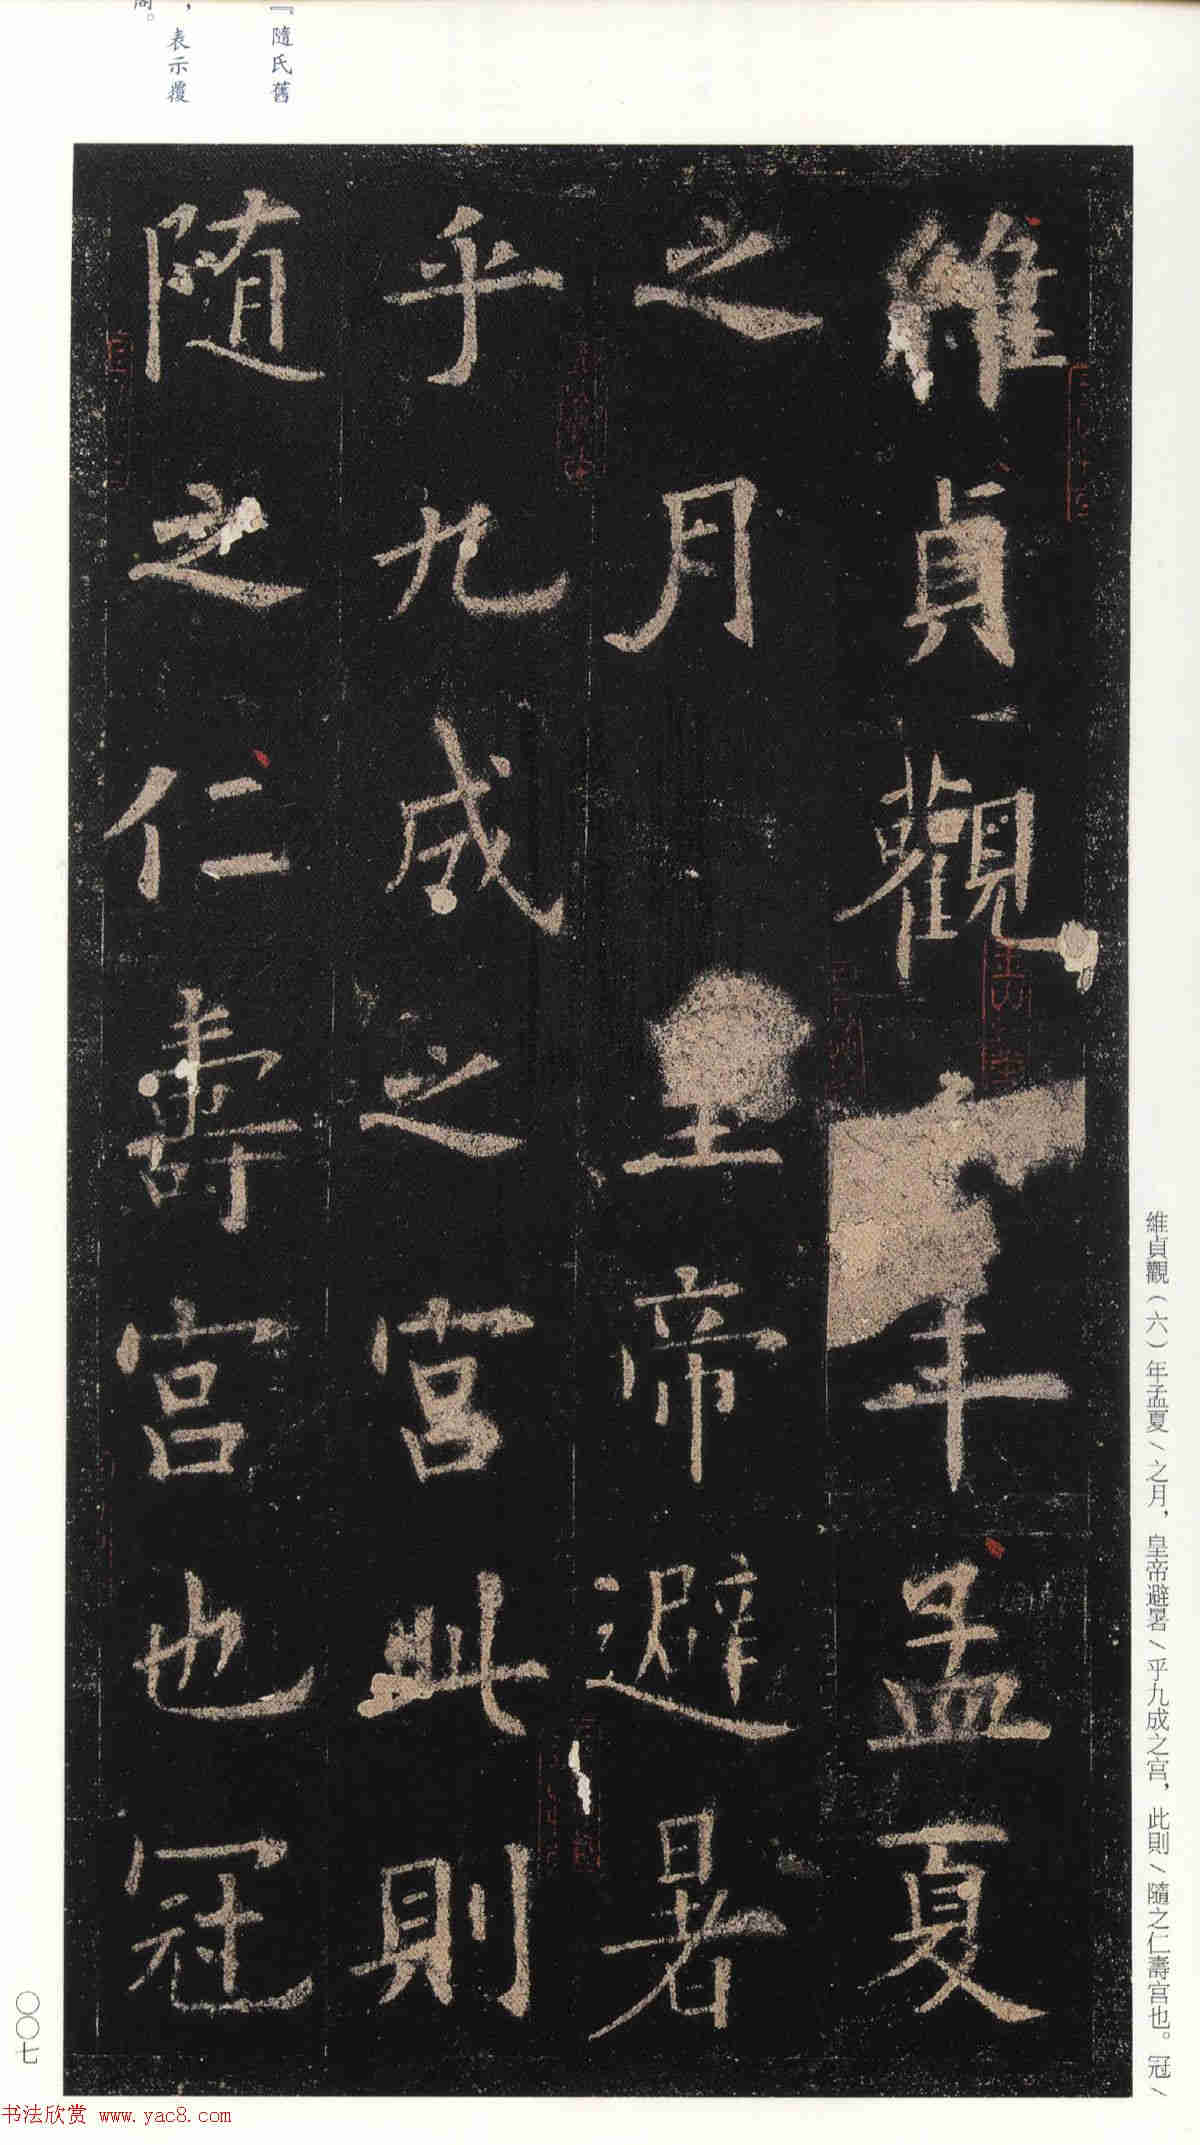 『隨氏舊
，表示覆
維貞觀年孟夏
之月皇帝避暑
乎九成之宮此則
随之仁壽宮也冠
維貞觀（六）年孟夏／之月，皇帝避暑／乎九成之宮，此則／隨之仁壽宮也。冠／
〇〇七
书法欣赏 www.yac8.com